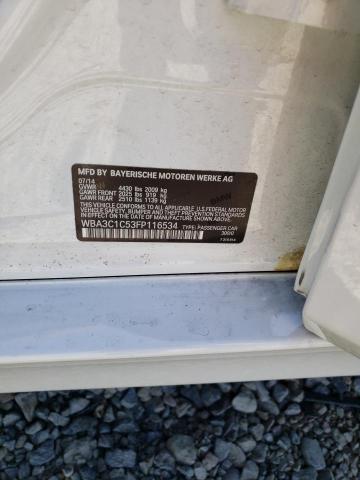 MFD BY BAYERISCHE MOTOREN WERKE AG
07/14
GVWR 4430 lbs 2009 kg
GAWR FRONT 2025 lbs 919 kg
GAWR REAR 2510 lbs 1139 kg
THIS VEHICLE CONFORMS TO ALL APPLICABLE U.S. FEDERAL MOTOR
VEHICLE SAFETY, BUMPER, AND THEFT PREVENTION STANDARDS
IN EFFECT ON THE DATE OF MANUFACTURE SHOWN ABOVE.
WBA3C1C53FP116534 TYPE: PASSENGER CAR